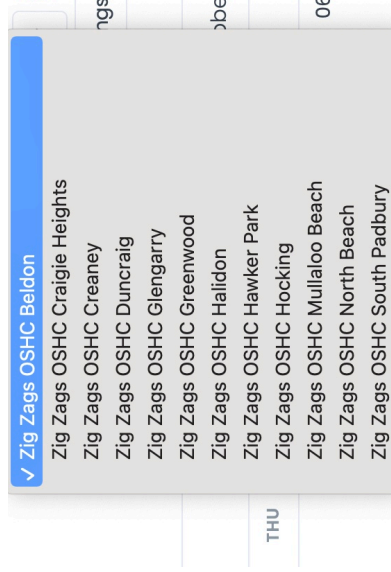 ✓ Zig Zags OSHC Beldon
Zig Zags OSHC Craigie Heights
Zig Zags OSHC Creaney
Zig Zags OSHC Duncraig
Zig Zags OSHC Glengarry
Zig Zags OSHC Greenwood
Zig Zags OSHC Halidon
Zig Zags OSHC Hawker Park
Zig Zags OSHC Hocking
Zig Zags OSHC Mullaloo Beach
Zig Zags OSHC North Beach
Zig Zags OSHC South Padbury
THU